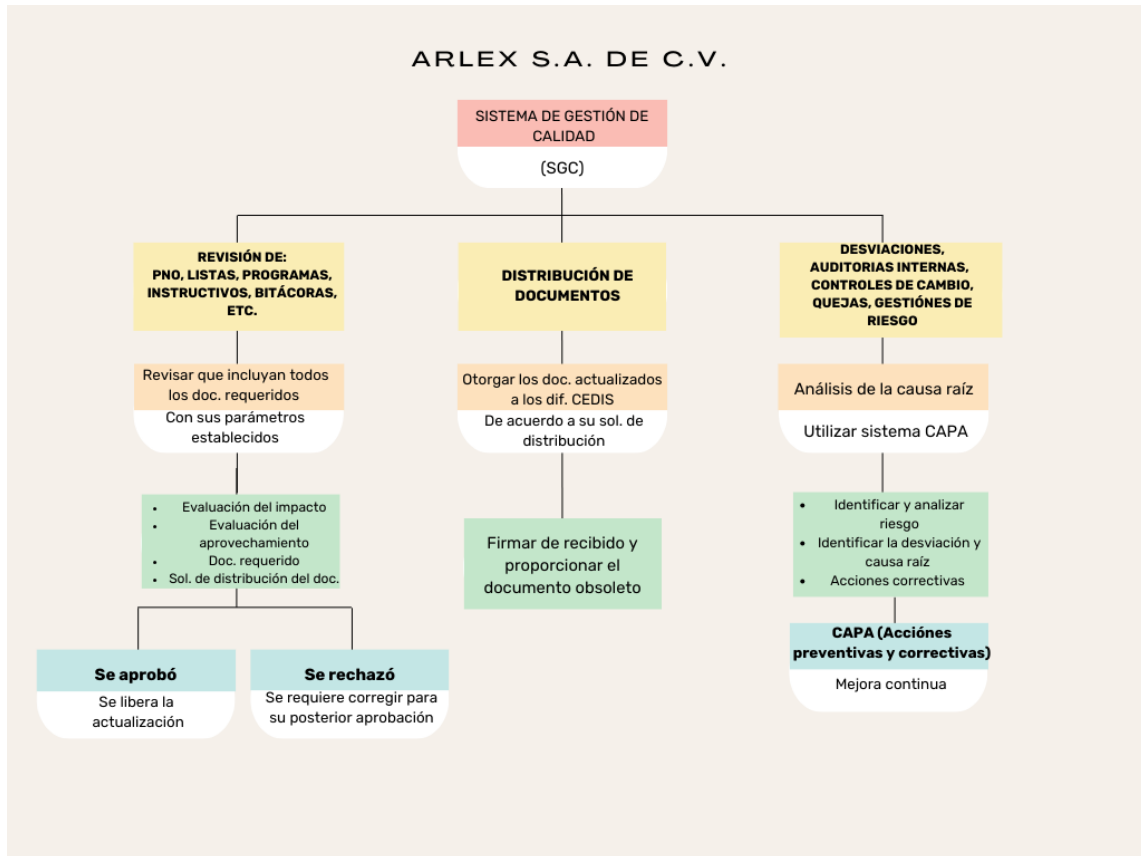 ARLEX S.A. DE C.V.
SISTEMA DE GESTIÓN DE
CALIDAD
(SGC)
REVISIÓN DE:
PNO, LISTAS, PROGRAMAS,
INSTRUCTIVOS, BITÁCORAS,
ETC.
Revisar que incluyan todos
los doc. requeridos
Con sus parámetros
establecidos
• Evaluación del impacto
• Evaluación del
aprovechamiento
• Doc. requerido
• Sol. de distribución del doc.
Se aprobó
Se libera la
actualización
Se rechazó
Se requiere corregir para
su posterior aprobación
DISTRIBUCIÓN DE
DOCUMENTOS
Otorgar los doc. actualizados
a los dif. CEDIS
De acuerdo a su sol. de
distribución
Firmar de recibido y
proporcionar el
documento obsoleto
DESVIACIONES,
AUDITORIAS INTERNAS,
CONTROLES DE CAMBIO,
QUEJAS, GESTIÓNES DE
RIESGO
Análisis de la causa raíz
Utilizar sistema CAPA
• Identificar y analizar
riesgo
• Identificar la desviación y
causa raíz
• Acciones correctivas
CAPA (Acciónes
preventivas y correctivas)
Mejora continua